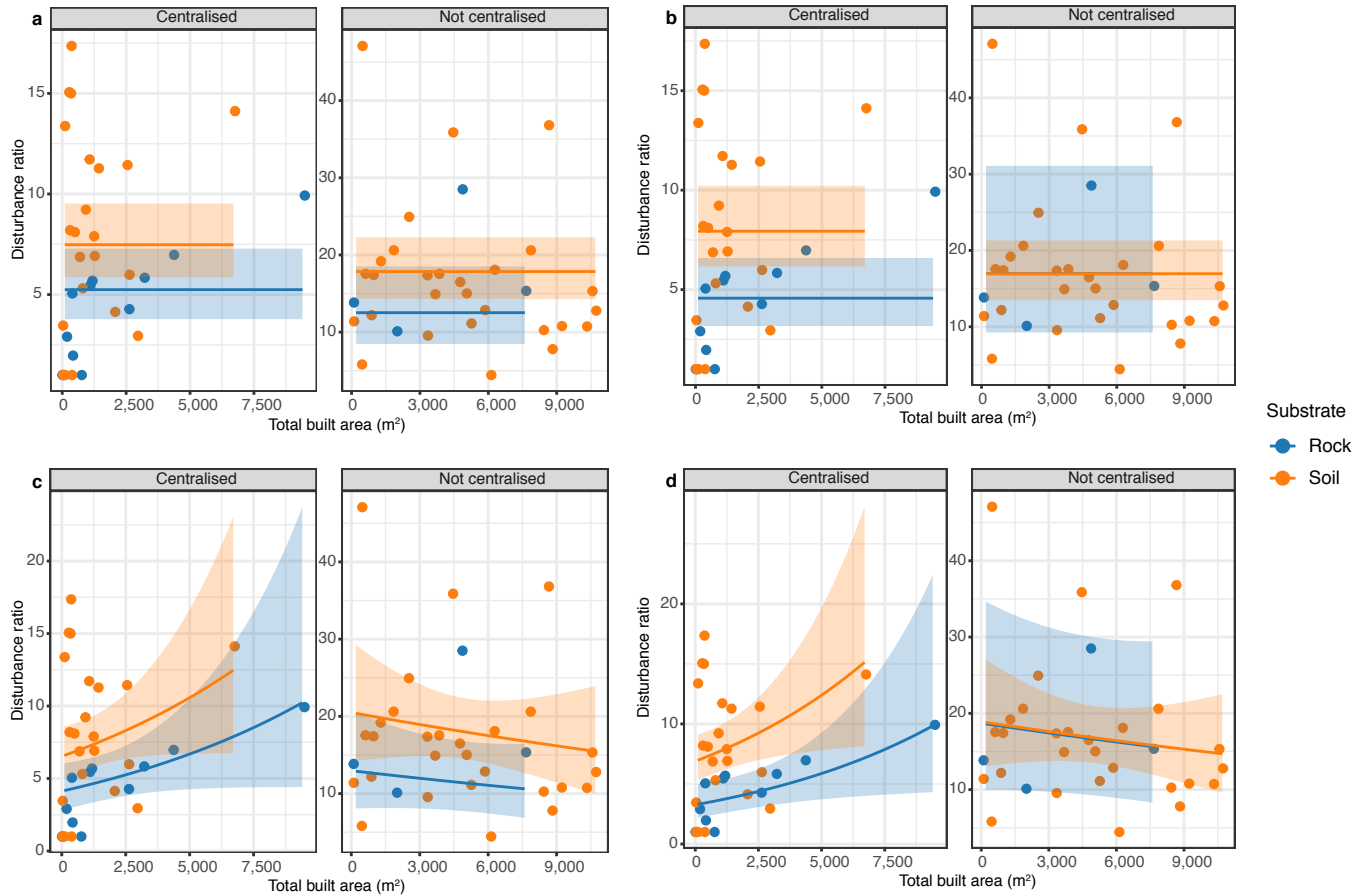 a
Centralised
Not centralised
Disturbance ratio
15
10
5
40
30
20
10
0
2,500
5,000
7,500
0
3,000
6,000
9,000
Total built area (m²)
b
Centralised
Not centralised
Disturbance ratio
15
10
5
40
30
20
10
0
2,500
5,000
7,500
0
3,000
6,000
9,000
Total built area (m²)
Substrate
Rock
Soil
c
Centralised
Not centralised
Disturbance ratio
20
15
10
5
0
40
30
20
10
0
2,500
5,000
7,500
0
3,000
6,000
9,000
Total built area (m²)
d
Centralised
Not centralised
Disturbance ratio
20
10
0
40
30
20
10
0
2,500
5,000
7,500
0
3,000
6,000
9,000
Total built area (m²)